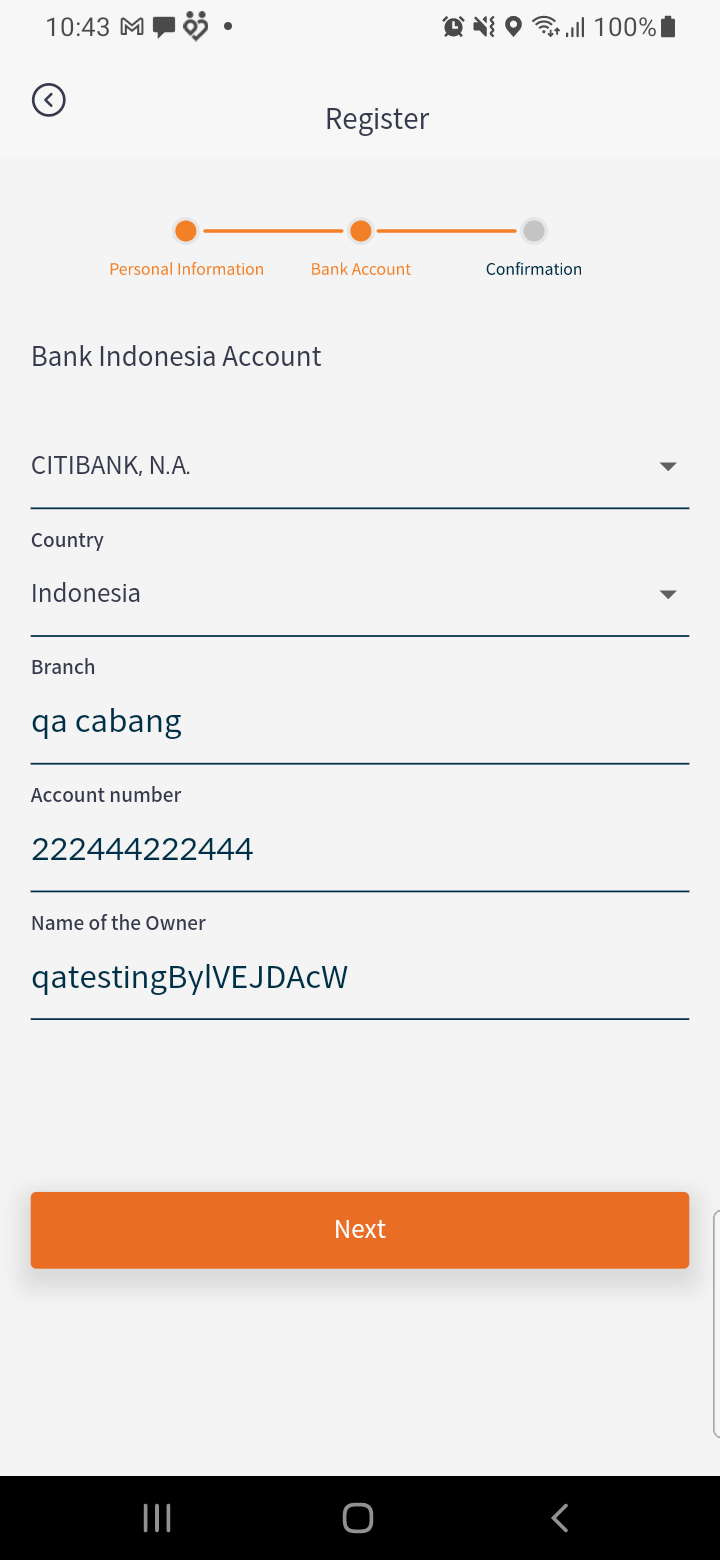 10:43
100%
Register
Personal Information
Bank Account
Confirmation
Bank Indonesia Account
CITIBANK, N.A.
Country
Indonesia
Branch
qa cabang
Account number
222444222444
Name of the Owner
qatestingBylVEJDAcW
Next